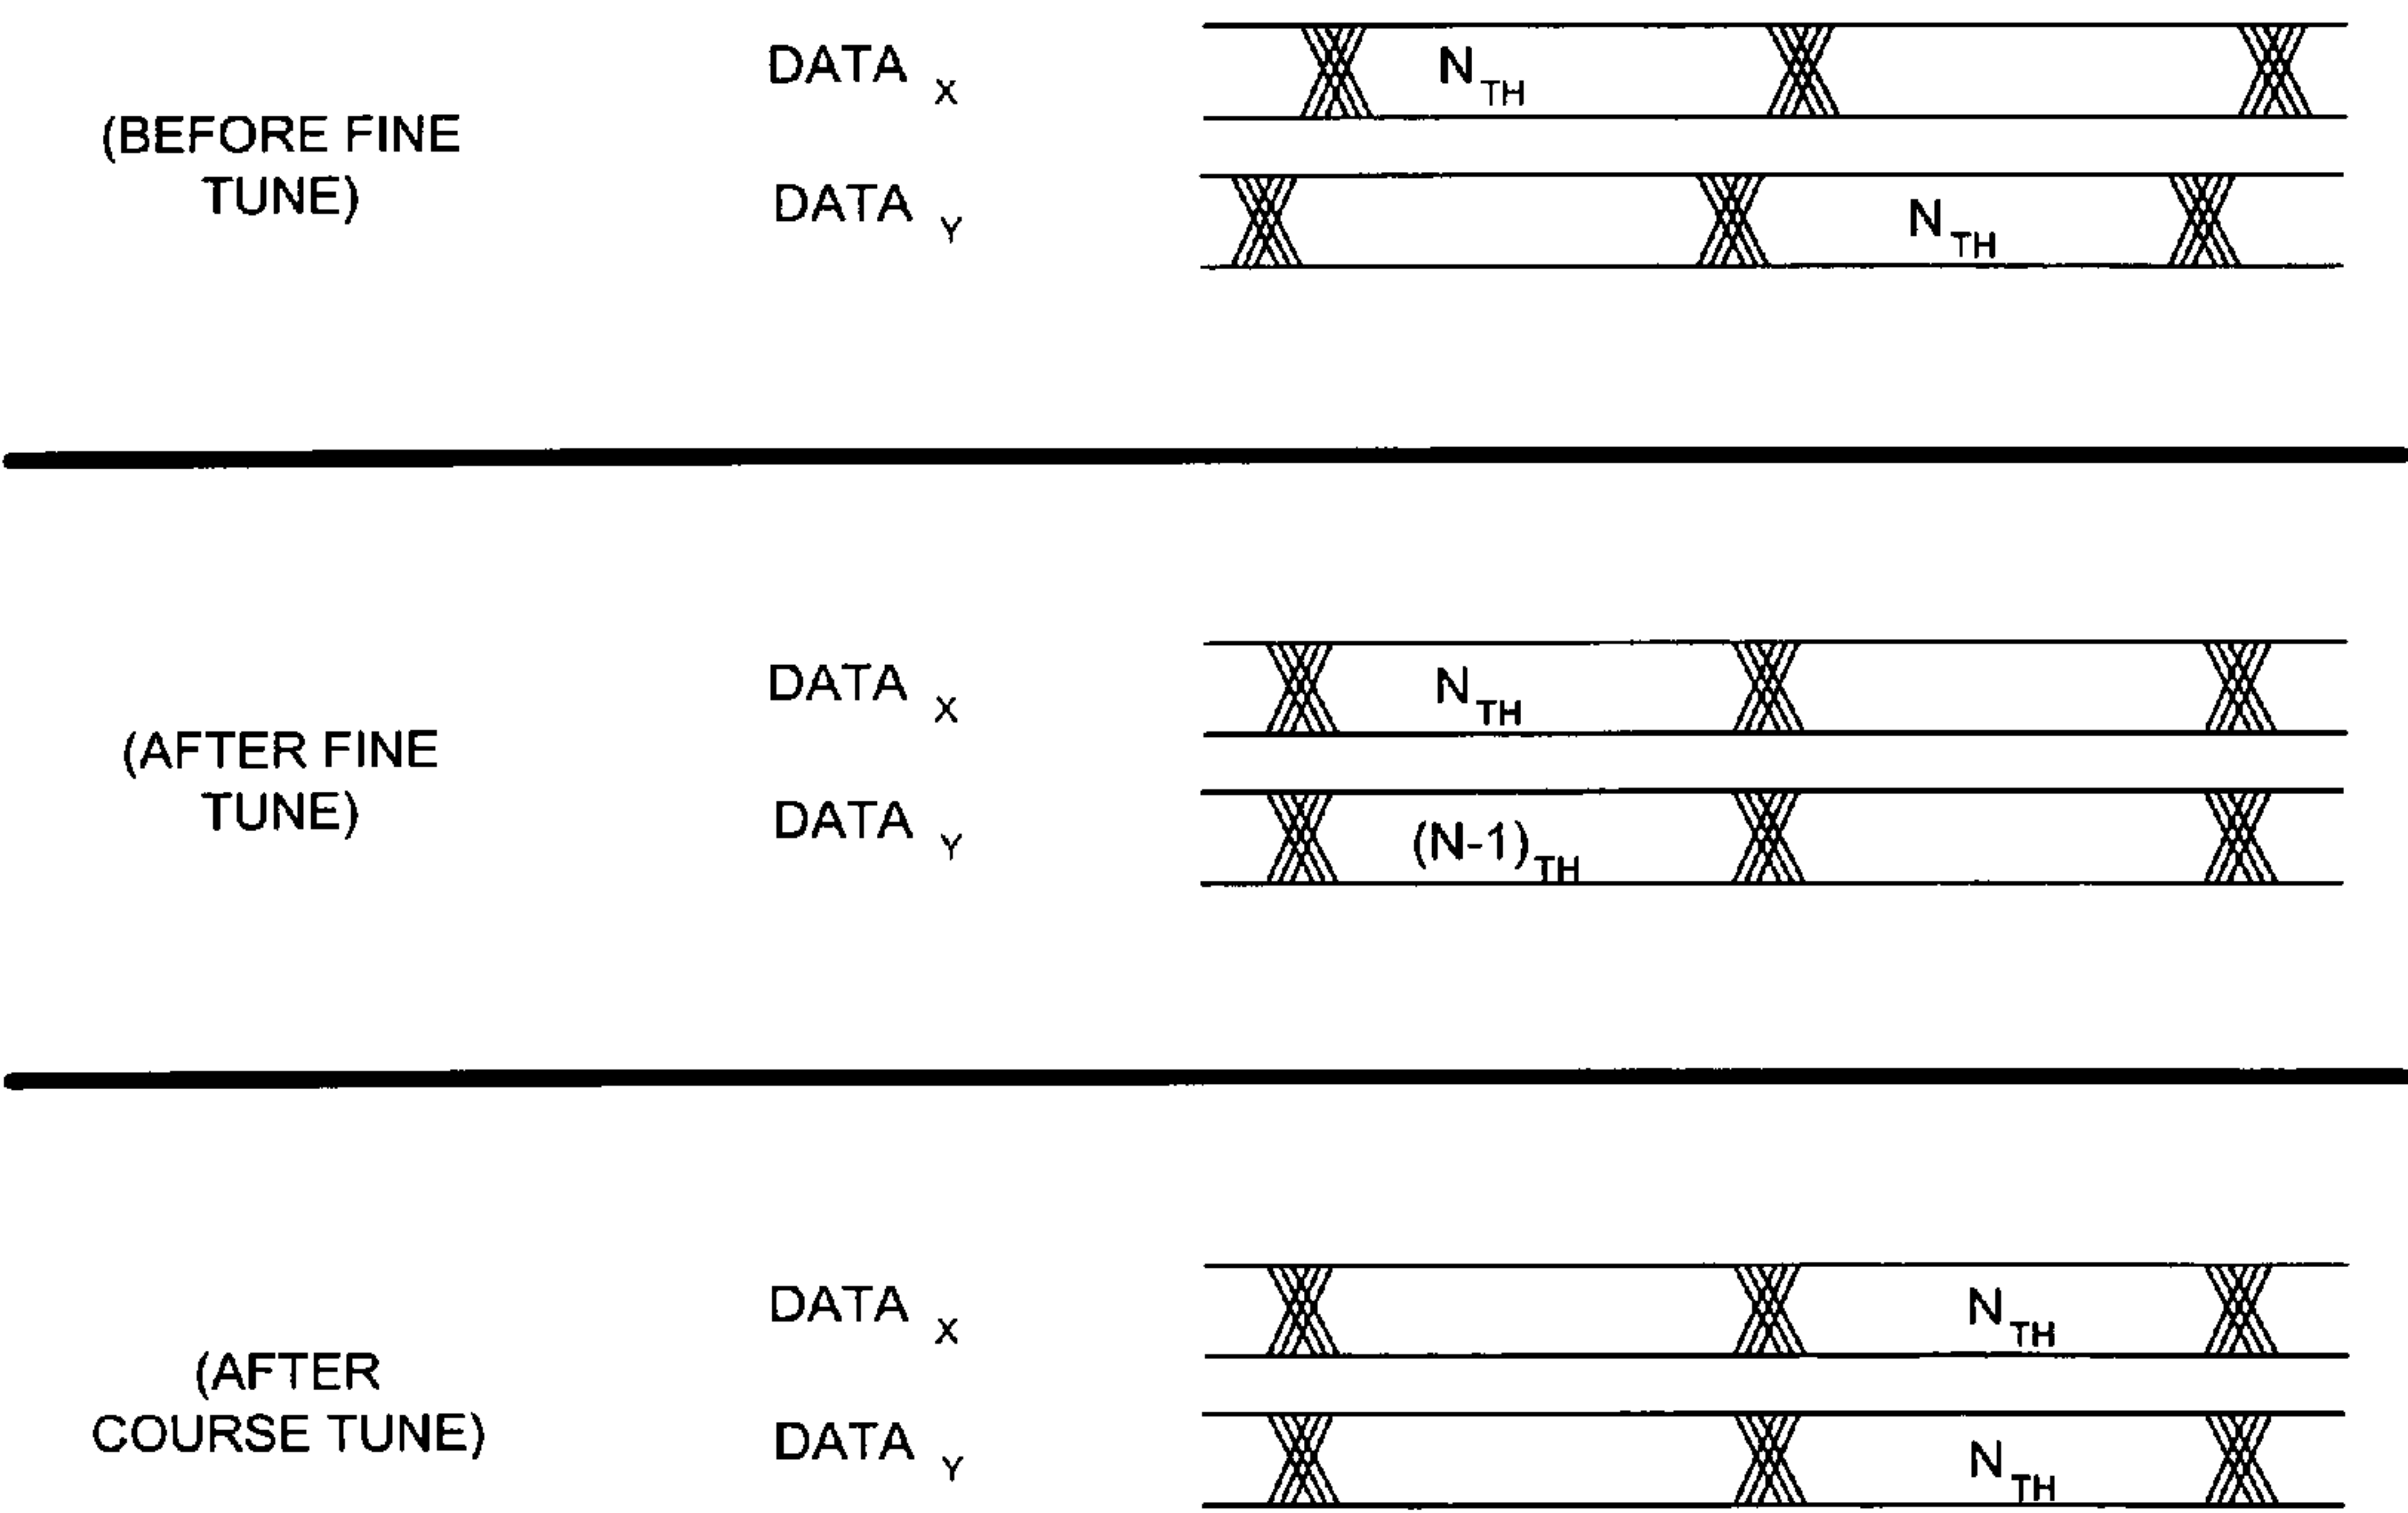 DATA X N TH
(BEFORE FINE
TUNE)
DATA Y N TH
DATA X N TH
(AFTER FINE
TUNE)
DATA Y (N-1) TH
DATA X N TH
(AFTER
COURSE TUNE)
DATA Y N TH